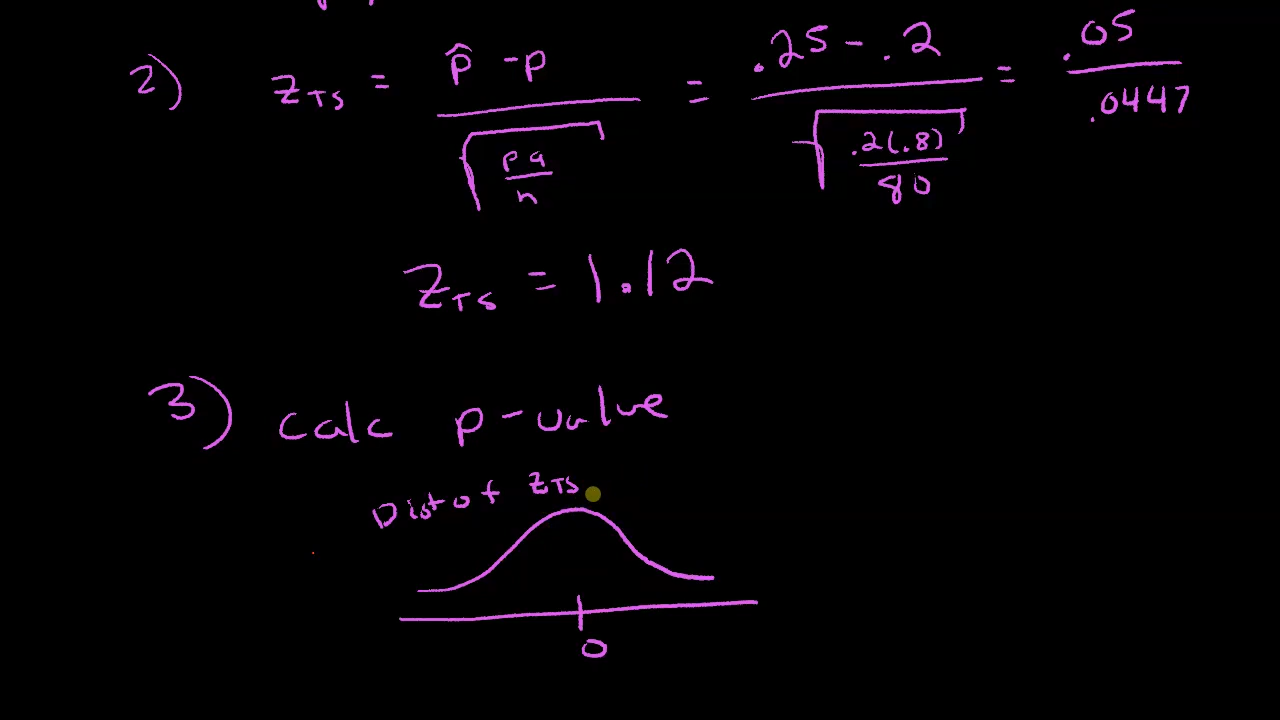 2) z_TS = p̂ - p / √(pq/n) = .25 - .2 / √(.2(.8)/80) = .05 / .0447
z_TS = 1.12
3) calc p-value
Dist of z_TS
0